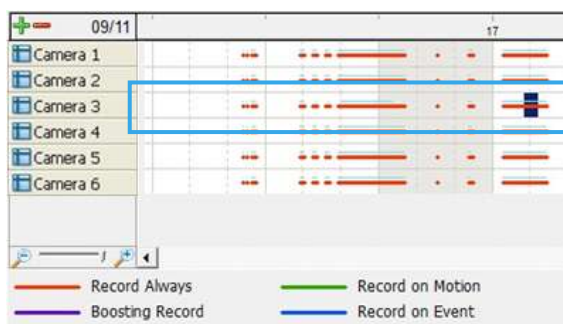 09/11
17
Camera 1
Camera 2
Camera 3
Camera 4
Camera 5
Camera 6
Record Always
Record on Motion
Boosting Record
Record on Event